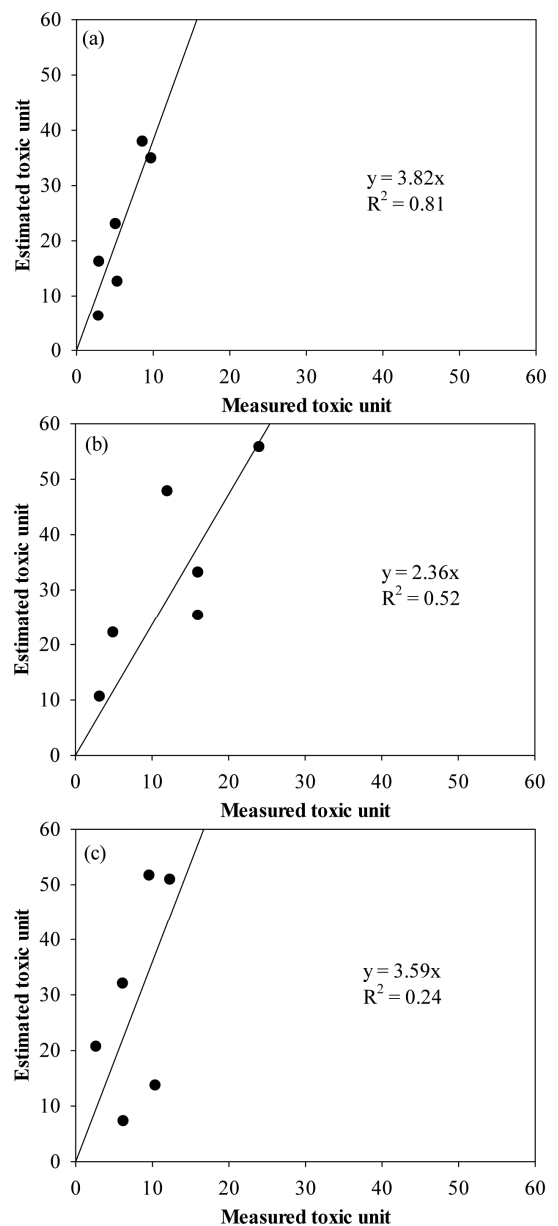 (a)
60
50
40
30
20
10
0
Estimated toxic unit
y = 3.82x
R² = 0.81
0 10 20 30 40 50 60
Measured toxic unit
(b)
60
50
40
30
20
10
0
Estimated toxic unit
y = 2.36x
R² = 0.52
0 10 20 30 40 50 60
Measured toxic unit
(c)
60
50
40
30
20
10
0
Estimated toxic unit
y = 3.59x
R² = 0.24
0 10 20 30 40 50 60
Measured toxic unit